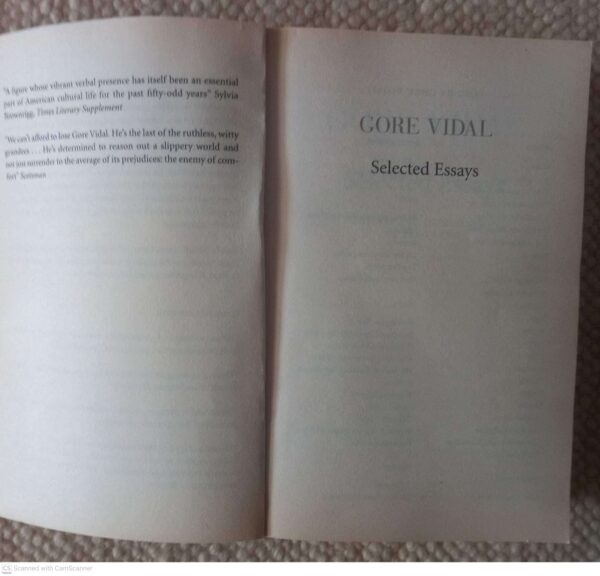 "A figure whose vibrant verbal presence has itself been an essential
part of American cultural life for the past fifty-odd years" Sylvia
Brownrigg, Times Literary Supplement
"We can't afford to lose Gore Vidal. He's the last of the ruthless, witty
grandees . . . He's determined to reason out a slippery world and
not just surrender to the average of its prejudices: the enemy of com-
fort" Scotsman
GORE VIDAL
Selected Essays
CS Scanned with CamScanner